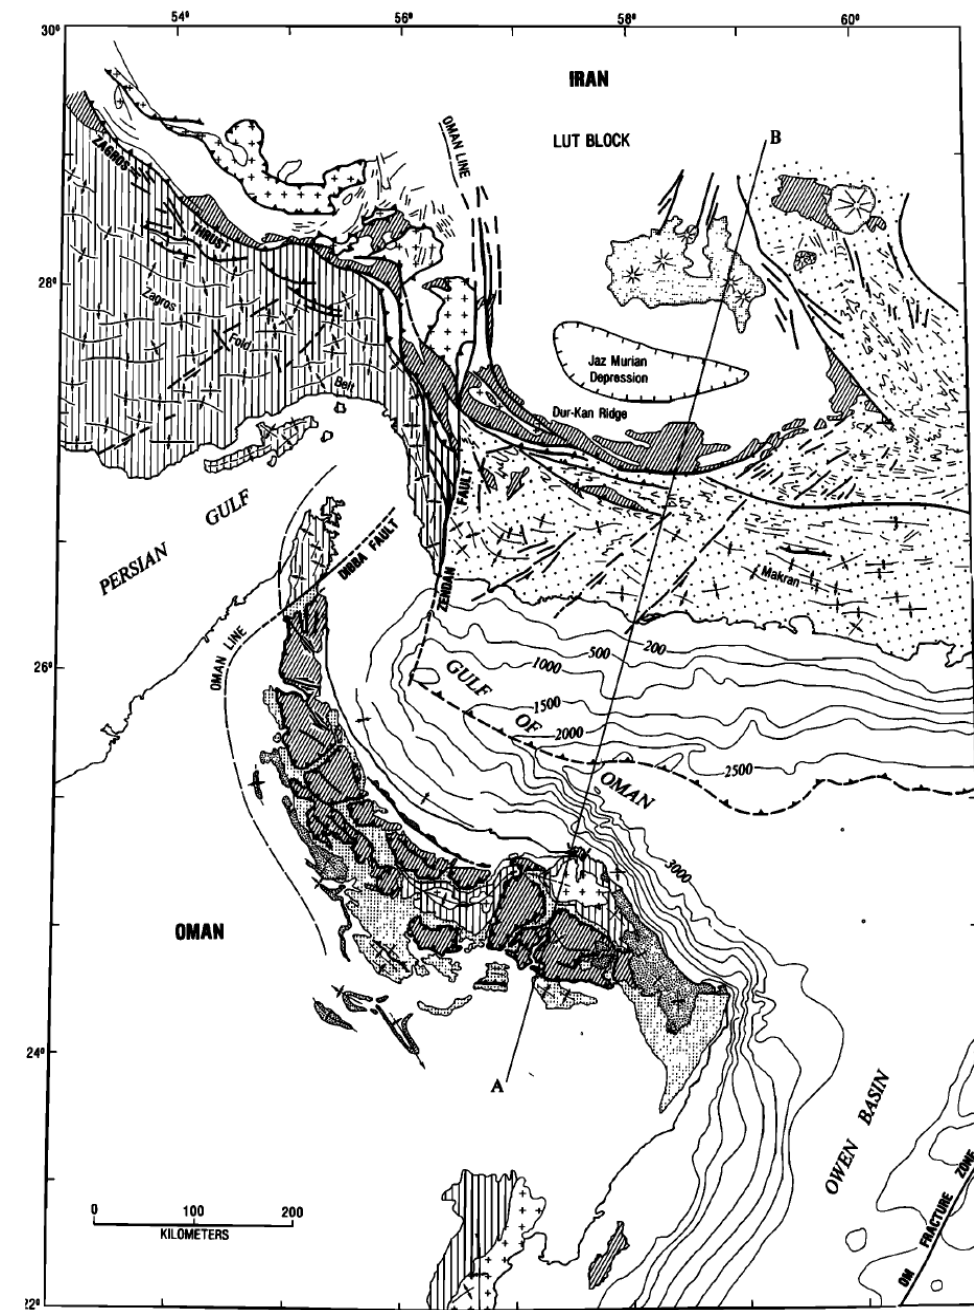 54°
56°
58°
60°
30°
IRAN
OMAN LINE
LUT BLOCK
B
ZAGROS
THRUST
28°
Zagros
Fold
Belt
Jaz Murian
Depression
Dur-Kan Ridge
FAULT
GULF
PERSIAN
DIBBA FAULT
ZENDAN
Makran
OMAN LINE
26°
200
500
1000
GULF
1500
OF
2000
2500
OMAN
3000
OMAN
24°
A
OWEN BASIN
0 100 200
KILOMETERS
OM FRACTURE ZONE
22°